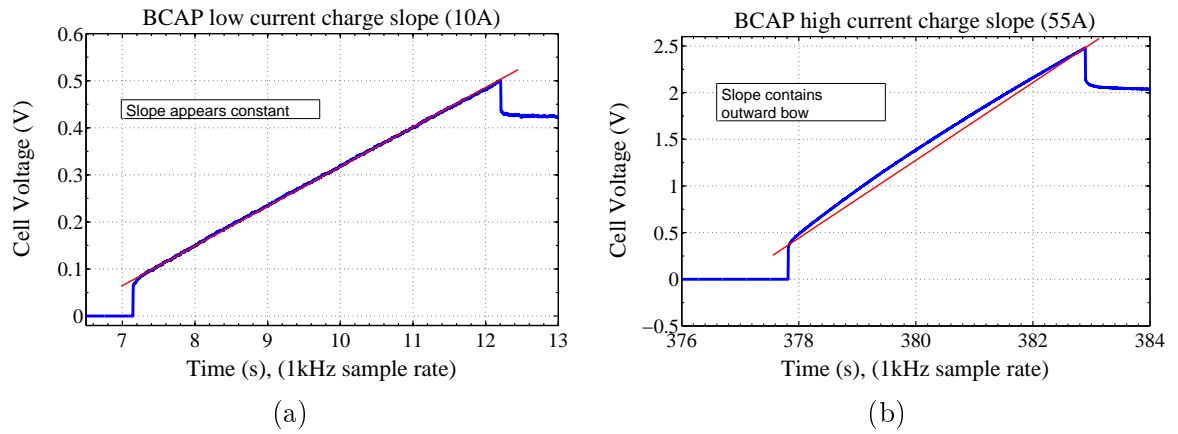 BCAP low current charge slope (10A)
0.6
0.5
0.4
0.3
0.2
0.1
0
Cell Voltage (V)
Slope appears constant
7
8
9
10
11
12
13
Time (s), (1kHz sample rate)
(a)
BCAP high current charge slope (55A)
2.5
2
1.5
1
0.5
0
−0.5
Cell Voltage (V)
Slope contains
outward bow
376
378
380
382
384
Time (s), (1kHz sample rate)
(b)